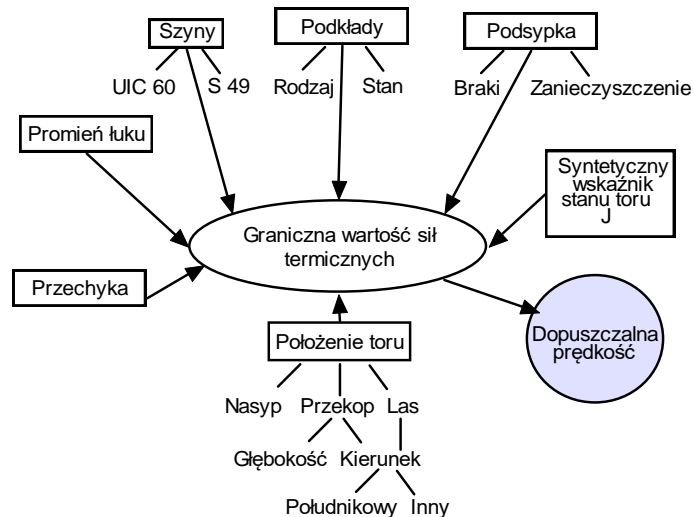 Szyny
Podkłady
Podsypka
UIC 60
S 49
Rodzaj
Stan
Braki
Zanieczyszczenie
Promień łuku
Syntetyczny
wskaźnik
stanu toru
J
Graniczna wartość sił
termicznych
Przechyka
Dopuszczalna
prędkość
Położenie toru
Nasyp
Przekop
Las
Głębokość
Kierunek
Południkowy
Inny